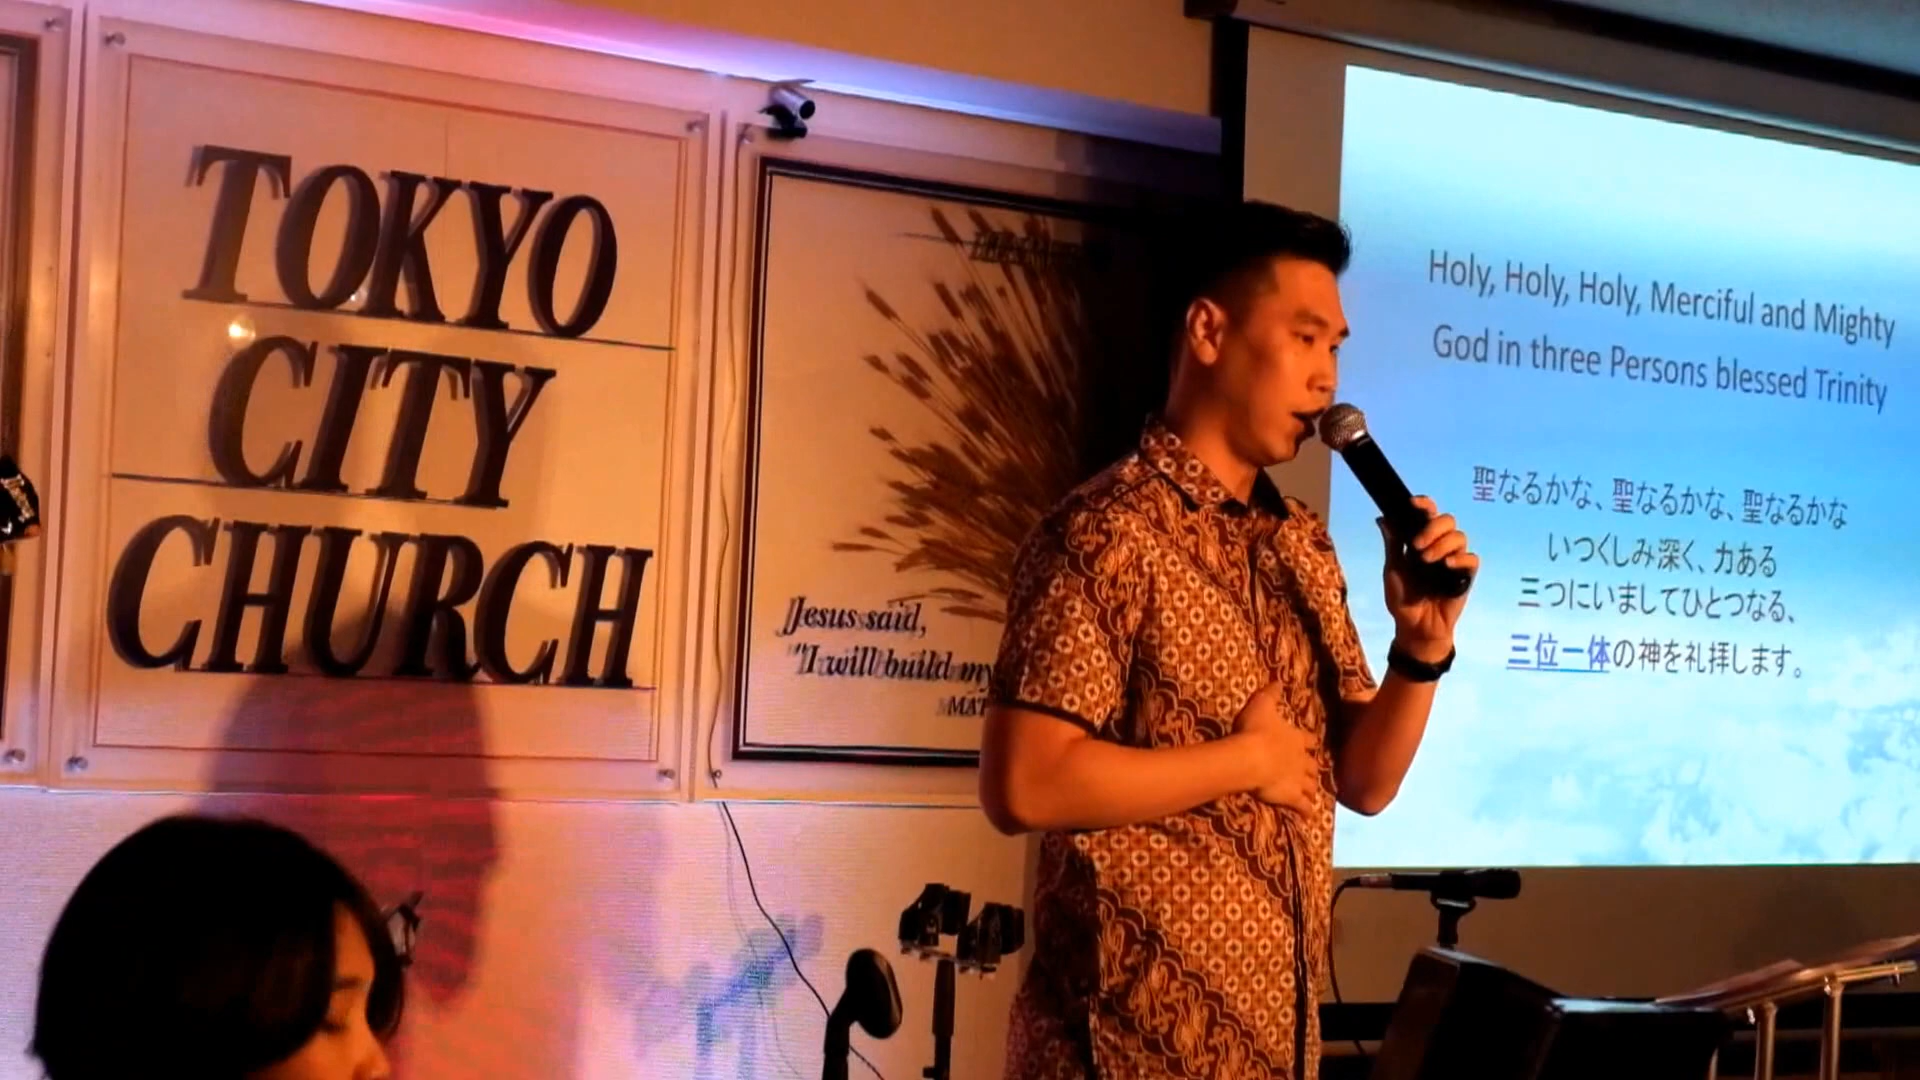 TOKYO
CITY
CHURCH
Jesus said,
"I will build my
Holy, Holy, Holy, Merciful and Mighty
God in three Persons blessed Trinity
聖なるかな、聖なるかな、聖なるかな
いつくしみ深く、力ある
三つにいましてひとつなる、
三位一体の神を礼拝します。